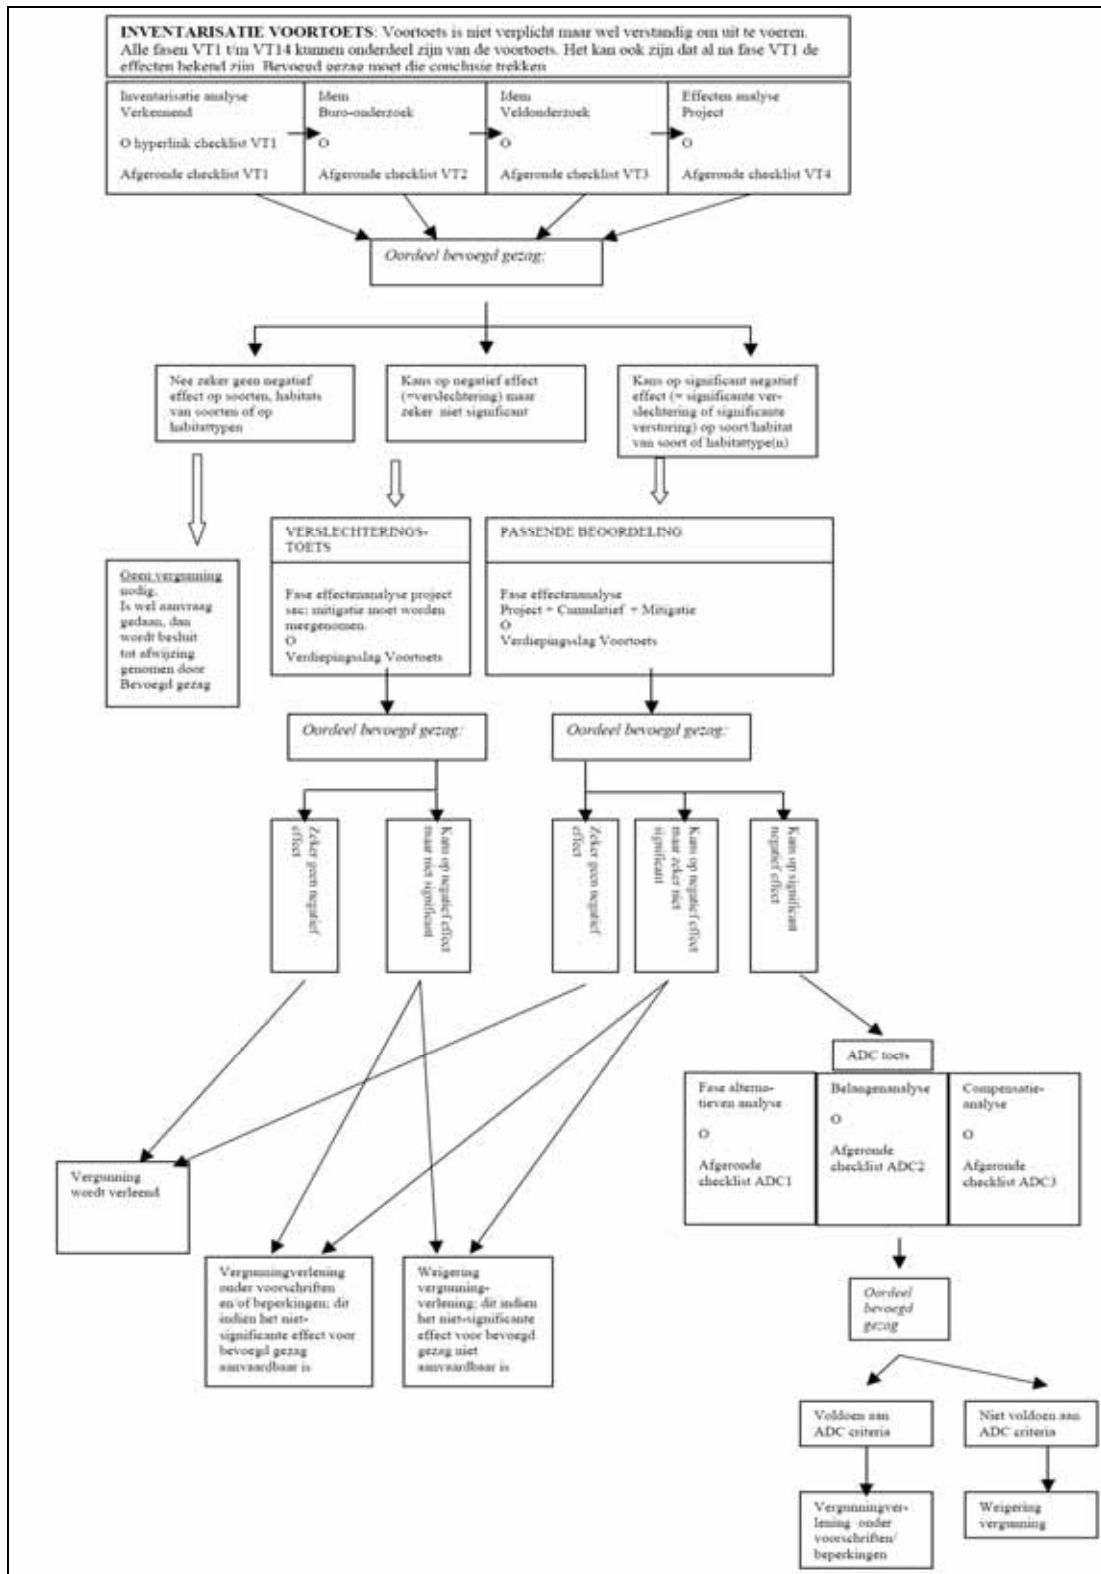 INVENTARISATIE VOORTOETS: Voortoets is niet verplicht maar wel verstandig om uit te voeren.
Alle fasen VT1 t/m VT14 kunnen onderdeel zijn van de voortoets. Het kan ook zijn dat al na fase VT1 de
effecten bekend zijn. Bevoegd gezag moet die conclusie trekken
Inventarisatie analyse
Verkennend
O hyperlink checklist VT1
Afgeronde checklist VT1
Idem
Buro-onderzoek
O
Afgeronde checklist VT2
Idem
Veldonderzoek
O
Afgeronde checklist VT3
Effecten analyse
Project
O
Afgeronde checklist VT4
Oordeel bevoegd gezag:
Nee zeker geen negatief
effect op soorten, habitats
van soorten of op
habitattypen
Kans op negatief effect
(=verslechtering) maar
zeker niet significant
Kans op significant negatief
effect (= significante ver-
slechtering of significante
verstoring) op soort/habitat
van soort of habitattype(n)
Geen vergunning
nodig.
Is wel aanvraag
gedaan, dan
wordt besluit
tot afwijzing
genomen door
Bevoegd gezag
VERSLECHTERINGS-
TOETS
Fase effectenanalyse project
sec; mitigatie moet worden
meegenomen.
O
Verdiepingsslag Voortoets
PASSENDE BEOORDELING
Fase effectenanalyse
Project + Cumulatief + Mitigatie
O
Verdiepingsslag Voortoets
Oordeel bevoegd gezag:
Oordeel bevoegd gezag:
Zeker geen negatief
effect
Kans op negatief effect
maar niet significant
Zeker geen negatief
effect
Kans op negatief effect
maar zeker niet
significant
Kans op significant
negatief effect
ADC toets
Fase alterna-
tieven analyse
O
Afgeronde
checklist ADC1
Belangenanalyse
O
Afgeronde
checklist ADC2
Compensatie-
analyse
O
Afgeronde
checklist ADC3
Vergunning
wordt verleend
Vergunningverlening
onder voorschriften
en/of beperkingen; dit
indien het niet-
significante effect voor
bevoegd gezag
aanvaardbaar is
Weigering
vergunning-
verlening; dit indien
het niet-significante
effect voor bevoegd
gezag niet
aanvaardbaar is
Oordeel
bevoegd
gezag
Voldoen aan
ADC criteria
Niet voldoen aan
ADC criteria
Vergunningver-
lening onder
voorschriften/
beperkingen
Weigering
vergunning